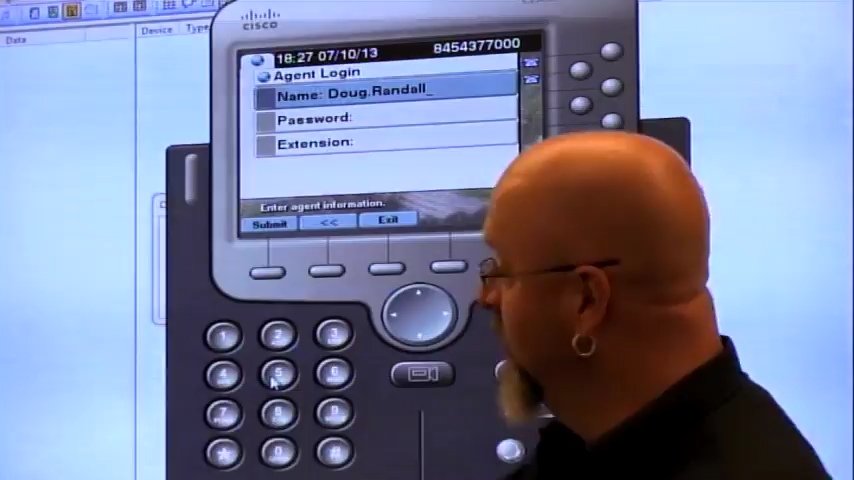 Data
Device
Type
CISCO
18:27 07/10/13
8454377000
Agent Login
Name: Doug.Randall_
Password:
Extension:
Enter agent information.
Submit
<<
Exit
1
2
3
4
5
6
7
8
9
*
0
#